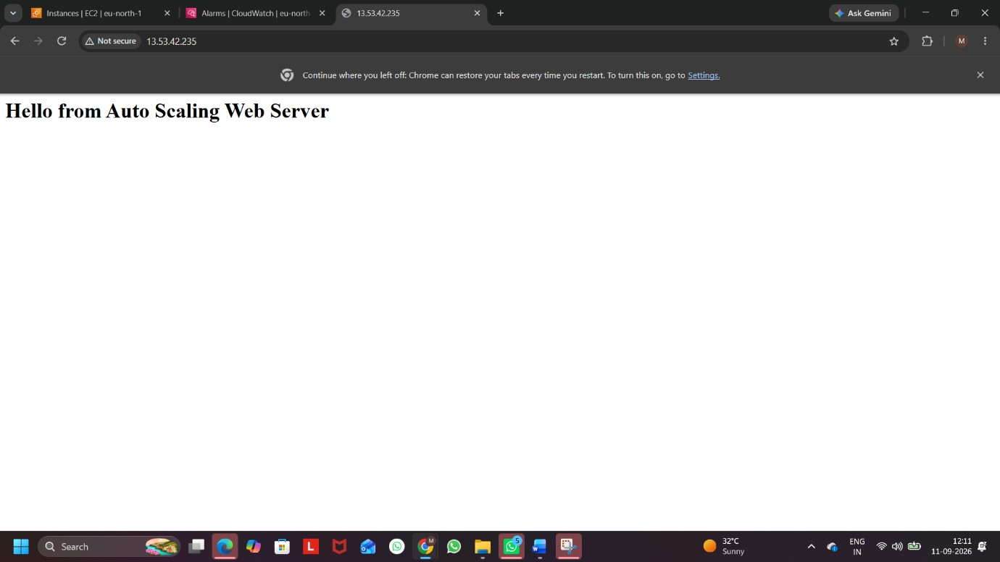 Instances | EC2 | eu-north-1
Alarms | CloudWatch | eu-north
13.53.42.235
Ask Gemini
Not secure
13.53.42.235
M
Continue where you left off: Chrome can restore your tabs every time you restart. To turn this on, go to Settings.
Hello from Auto Scaling Web Server
Search
L
M
5
32°C
Sunny
ENG
IN
12:11
11-09-2026